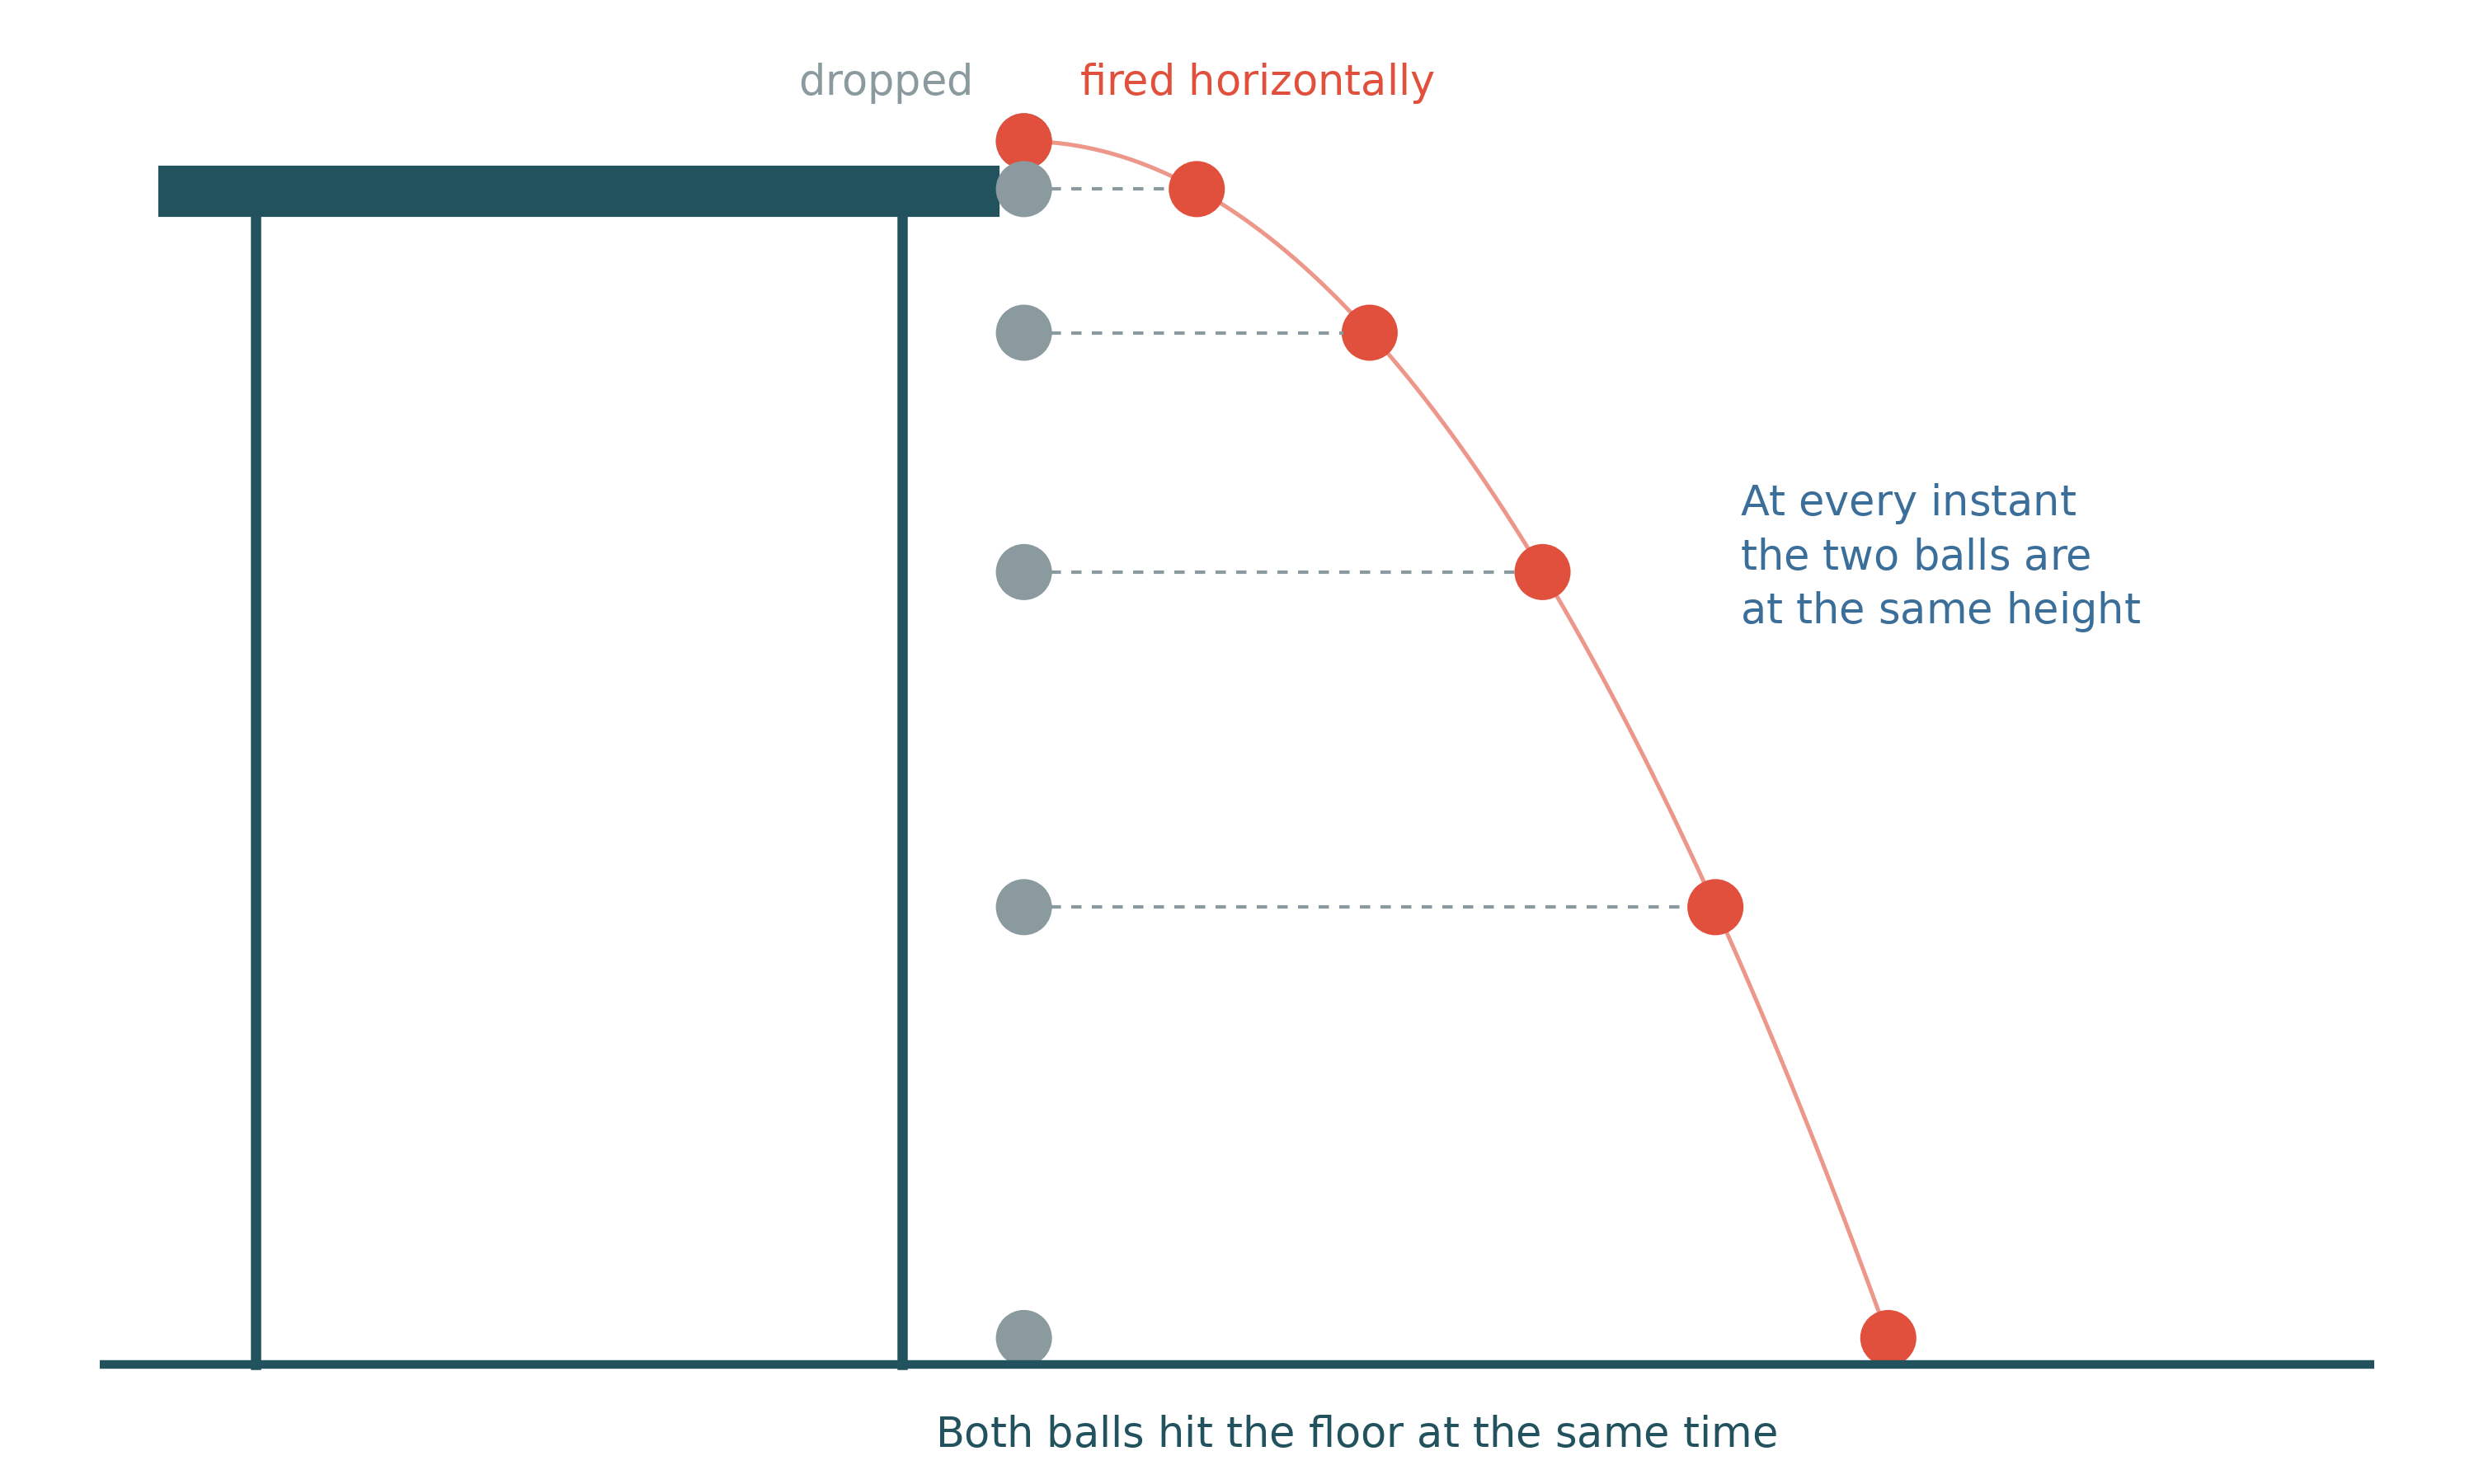 dropped
fired horizontally
At every instant
the two balls are
at the same height
Both balls hit the floor at the same time